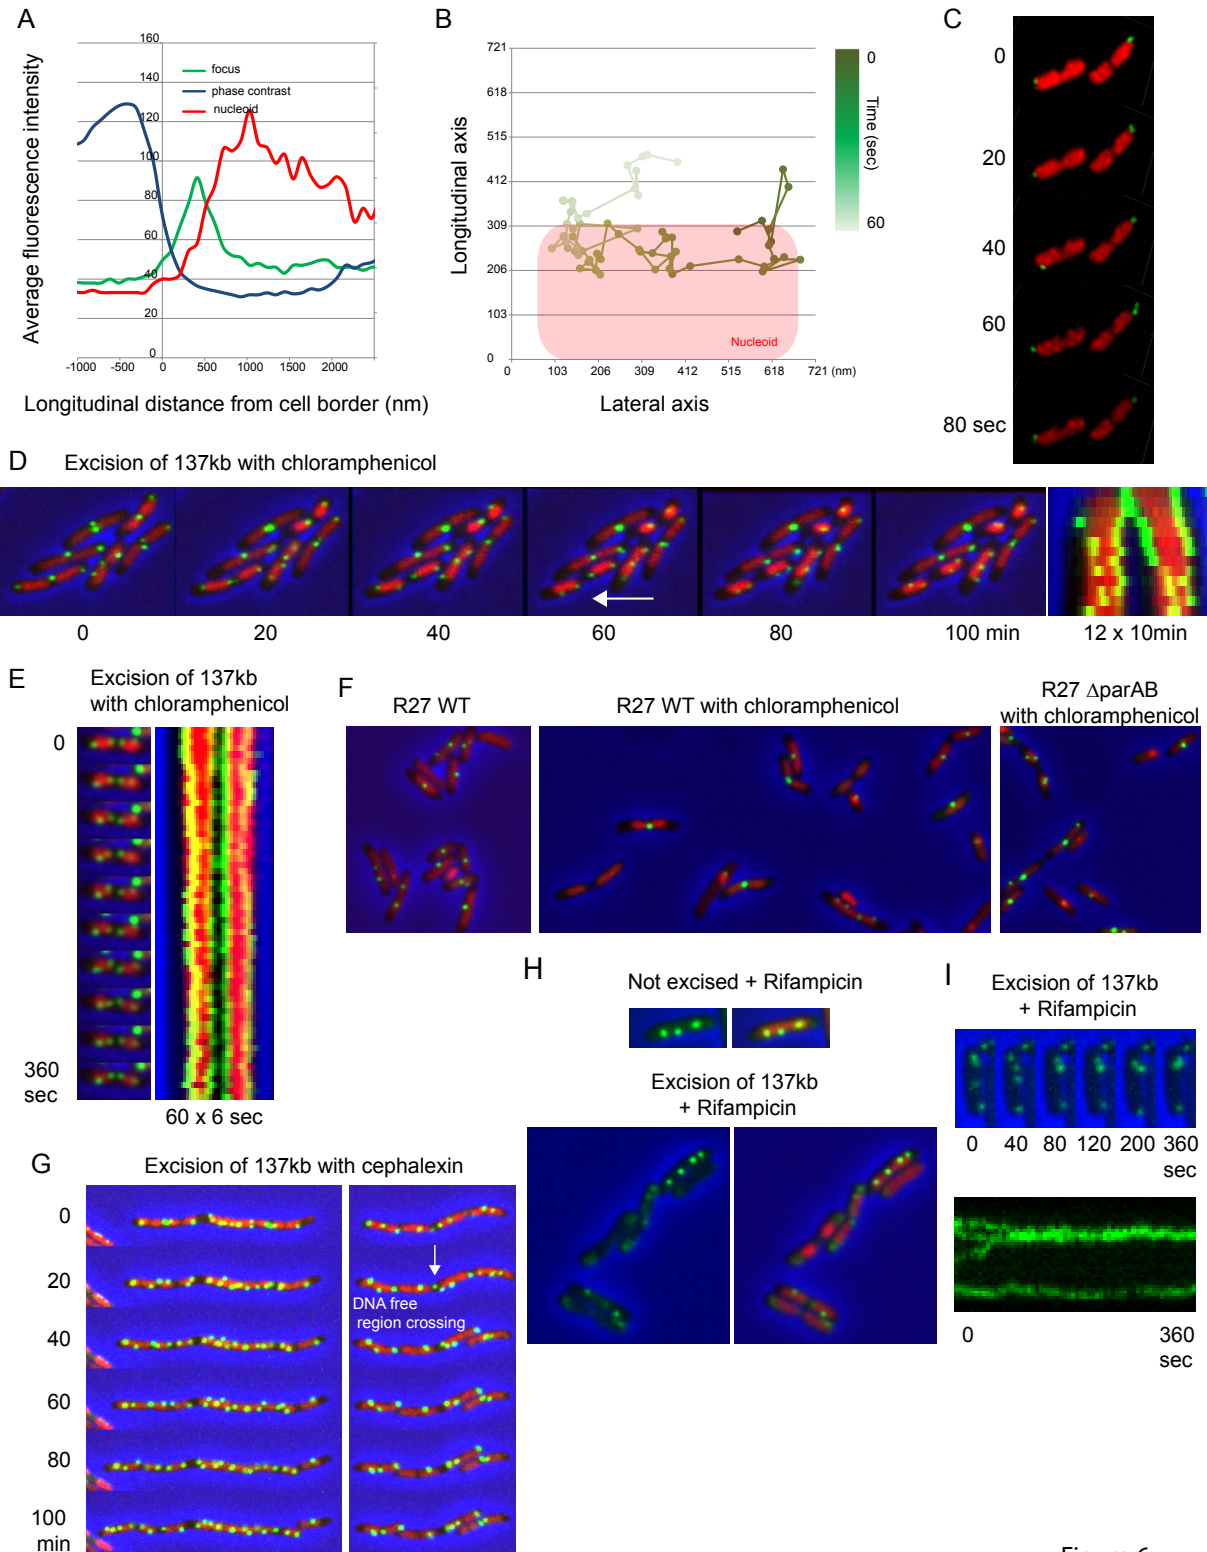 A
Average fluorescence intensity
160
140
120
100
80
60
40
20
0
focus
phase contrast
nucleoid
-1000 -500 0 500 1000 1500 2000
Longitudinal distance from cell border (nm)
B
Longitudinal axis
721
618
515
412
309
206
103
0
Nucleoid
0 103 206 309 412 515 618 721 (nm)
Lateral axis
0
Time (sec)
60
C
0
20
40
60
80 sec
D Excision of 137kb with chloramphenicol
0 20 40 60 80 100 min 12 x 10min
E
Excision of 137kb
with chloramphenicol
0
360
sec
60 x 6 sec
F
R27 WT
R27 WT with chloramphenicol
R27 ΔparAB
with chloramphenicol
G
Excision of 137kb with cephalexin
0
20
40
60
80
100
min
DNA free
region crossing
H
Not excised + Rifampicin
Excision of 137kb
+ Rifampicin
I
Excision of 137kb
+ Rifampicin
0 40 80 120 200 360
sec
0 360
sec